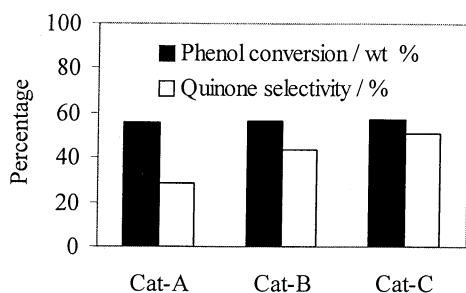 100
80
60
40
20
0
Percentage
Phenol conversion / wt %
Quinone selectivity / %
Cat-A Cat-B Cat-C